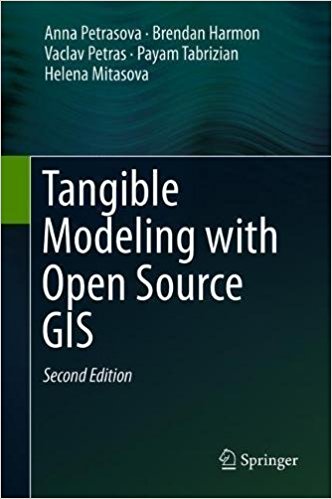 Anna Petrasova · Brendan Harmon
Vaclav Petras · Payam Tabrizian
Helena Mitasova
Tangible
Modeling with
Open Source
GIS
Second Edition
Springer